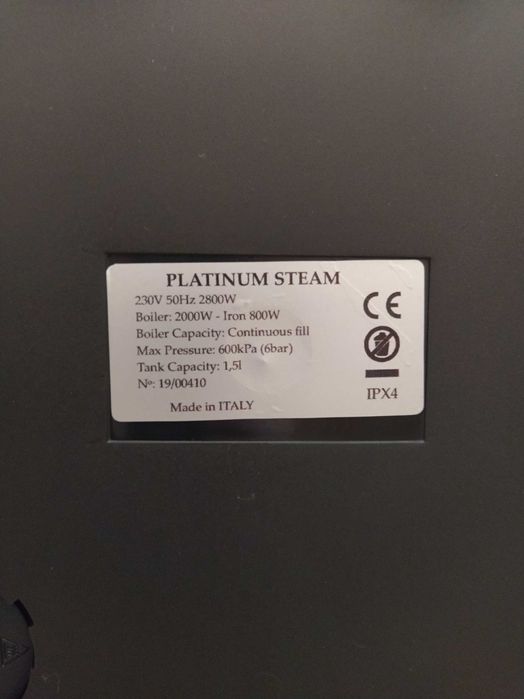 PLATINUM STEAM
230V 50Hz 2800W
Boiler: 2000W - Iron 800W
Boiler Capacity: Continuous fill
Max Pressure: 600kPa (6bar)
Tank Capacity: 1,5l
Nº: 19/00410
Made in ITALY
CE
IPX4